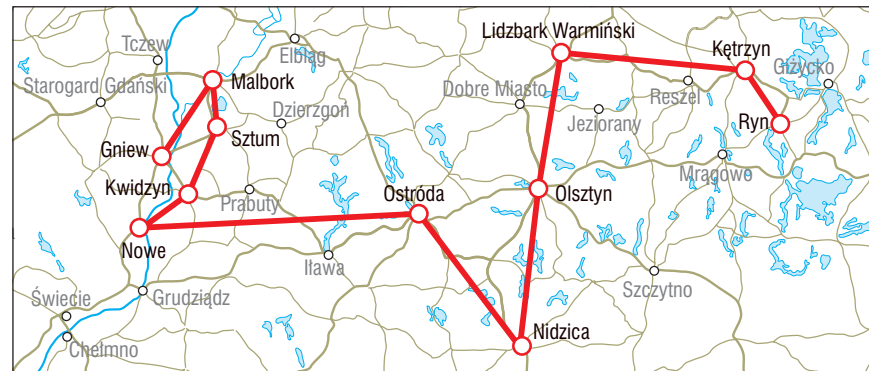 Tczew
Elbląg
Lidzbark Warmiński
Kętrzyn
Giżycko
Starogard Gdański
Malbork
Dobre Miasto
Reszel
Dzierzgoń
Jeziorany
Ryn
Sztum
Gniew
Mrągowo
Kwidzyn
Prabuty
Ostróda
Olsztyn
Nowe
Iława
Szczytno
Świecie
Grudziądz
Nidzica
Chełmno